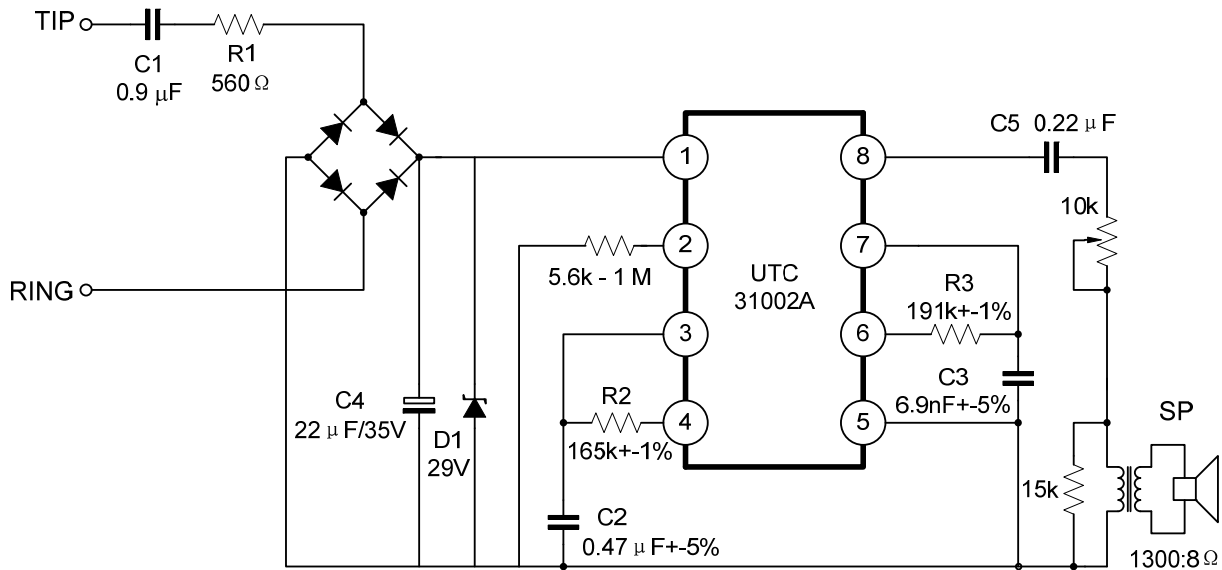 TIP
C1
0.9 μF
R1
560 Ω
RING
C4
22 μF/35V
D1
29V
1
2
3
4
5.6k - 1 M
R2
165k+-1%
C2
0.47 μF+-5%
UTC
31002A
8
7
6
5
R3
191k+-1%
C3
6.9nF+-5%
C5 0.22 μF
10k
15k
SP
1300:8 Ω